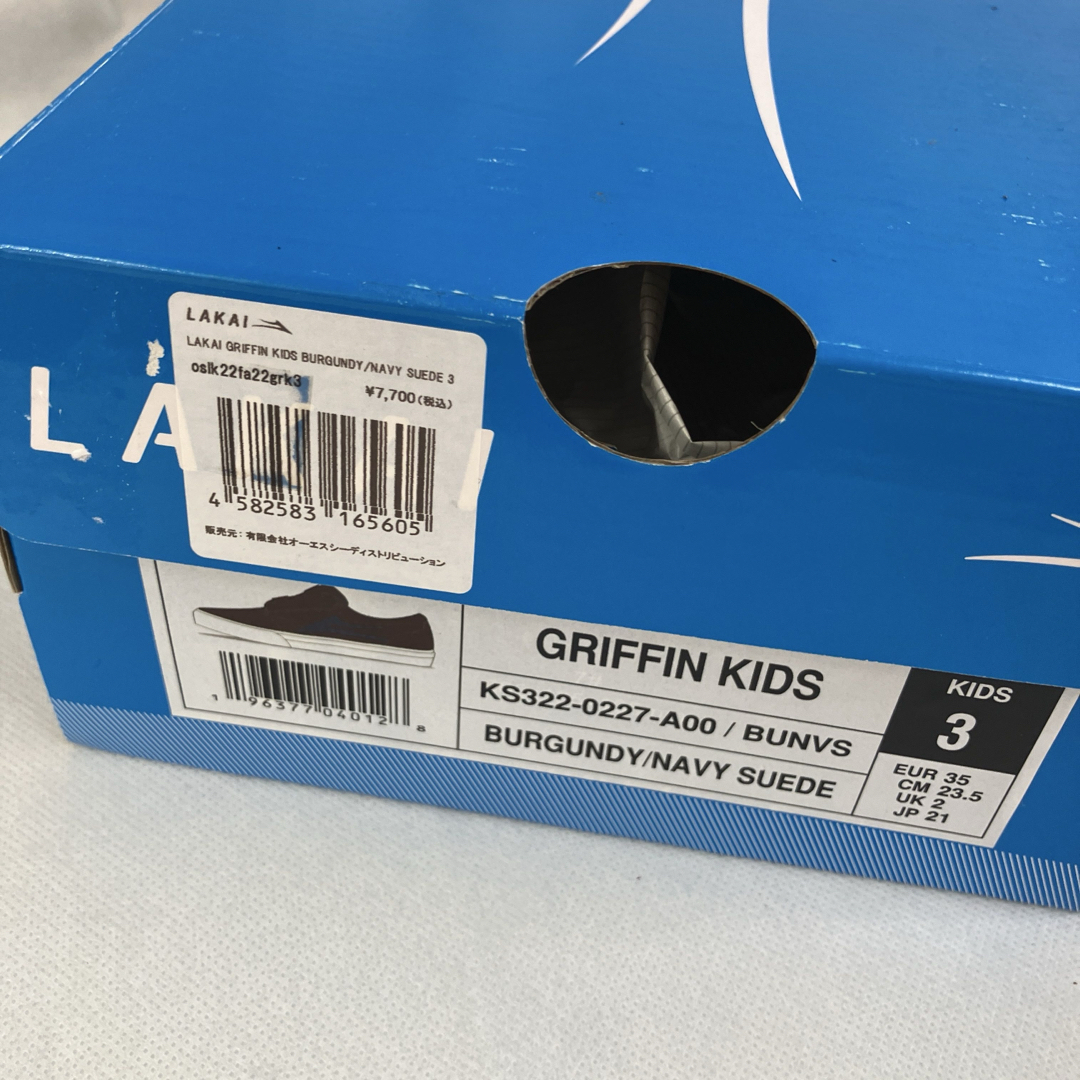 LAKAI
LAKAI GRIFFIN KIDS BURGUNDY/NAVY SUEDE 3
oslk22fa22grk3
¥7,700(税込)
4 582583 165605
販売元:有限会社オーエスシーディストリビューション
LAKAI
GRIFFIN KIDS
KS322-0227-A00 / BUNVS
BURGUNDY/NAVY SUEDE
1 96377 04012 8
KIDS
3
EUR 35
CM 23.5
UK 2
JP 21